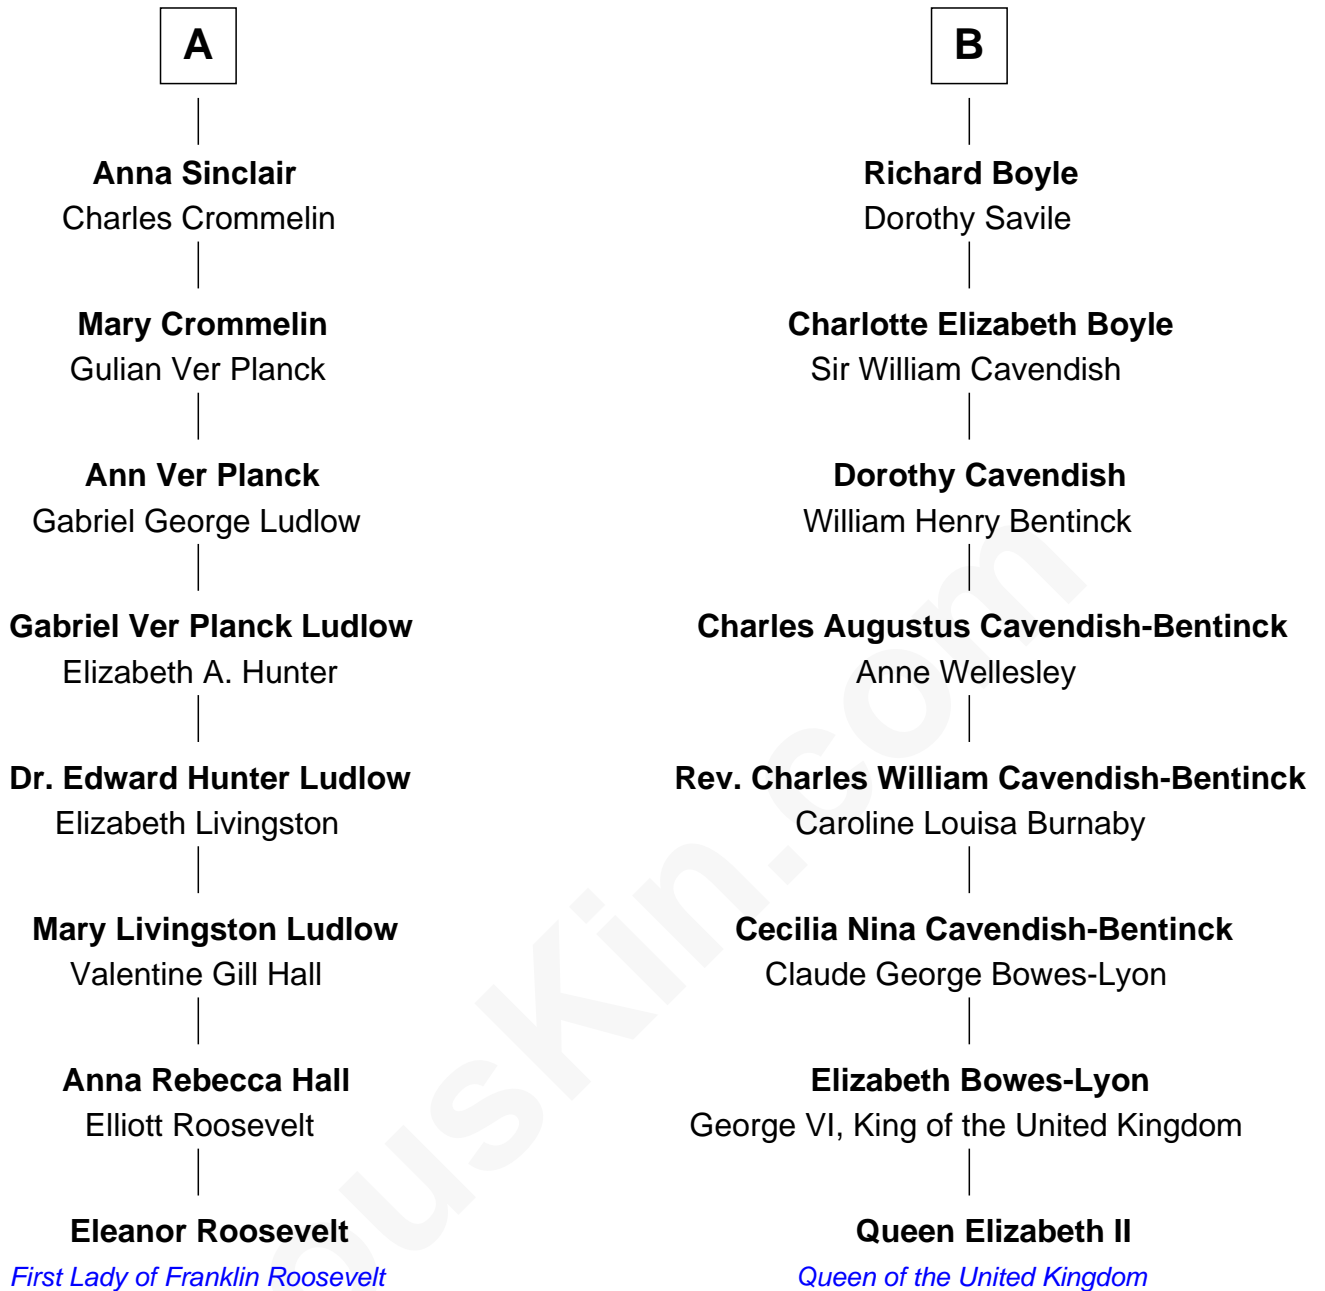 A
Anna Sinclair
Charles Crommelin
Mary Crommelin
Gulian Ver Planck
Ann Ver Planck
Gabriel George Ludlow
Gabriel Ver Planck Ludlow
Elizabeth A. Hunter
Dr. Edward Hunter Ludlow
Elizabeth Livingston
Mary Livingston Ludlow
Valentine Gill Hall
Anna Rebecca Hall
Elliott Roosevelt
Eleanor Roosevelt
First Lady of Franklin Roosevelt
B
Richard Boyle
Dorothy Savile
Charlotte Elizabeth Boyle
Sir William Cavendish
Dorothy Cavendish
William Henry Bentinck
Charles Augustus Cavendish-Bentinck
Anne Wellesley
Rev. Charles William Cavendish-Bentinck
Caroline Louisa Burnaby
Cecilia Nina Cavendish-Bentinck
Claude George Bowes-Lyon
Elizabeth Bowes-Lyon
George VI, King of the United Kingdom
Queen Elizabeth II
Queen of the United Kingdom